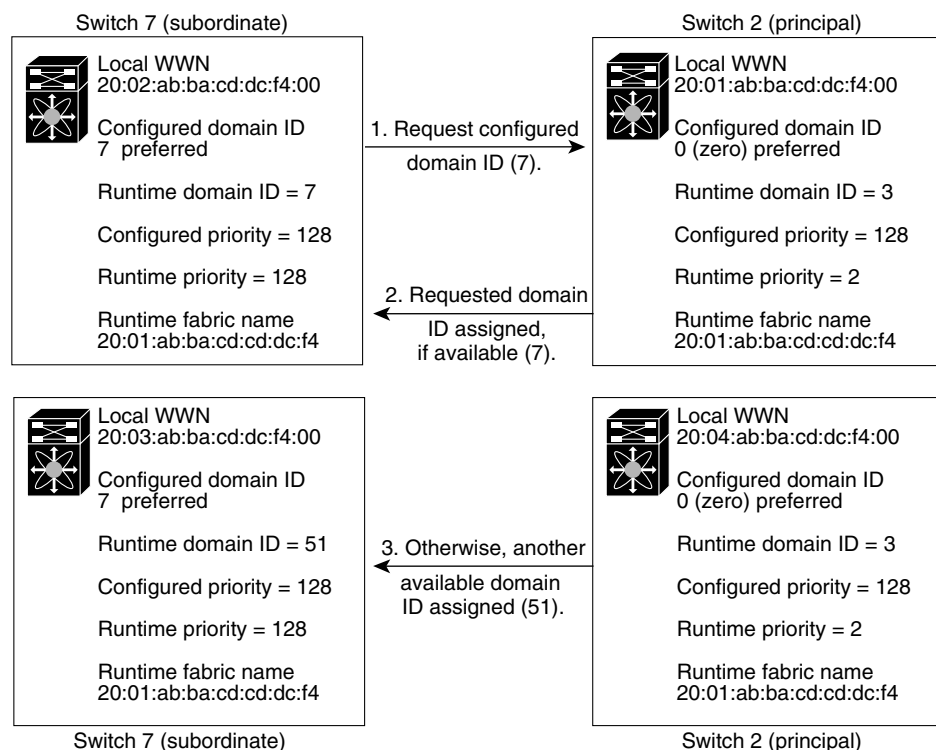 Switch 7 (subordinate)
Local WWN
20:02:ab:ba:cd:dc:f4:00
Configured domain ID
7 preferred
Runtime domain ID = 7
Configured priority = 128
Runtime priority = 128
Runtime fabric name
20:01:ab:ba:cd:cd:dc:f4
1. Request configured
domain ID (7).
2. Requested domain
ID assigned,
if available (7).
Switch 2 (principal)
Local WWN
20:01:ab:ba:cd:dc:f4:00
Configured domain ID
0 (zero) preferred
Runtime domain ID = 3
Configured priority = 128
Runtime priority = 2
Runtime fabric name
20:01:ab:ba:cd:cd:dc:f4
Local WWN
20:03:ab:ba:cd:dc:f4:00
Configured domain ID
7 preferred
Runtime domain ID = 51
Configured priority = 128
Runtime priority = 128
Runtime fabric name
20:01:ab:ba:cd:cd:dc:f4
Switch 7 (subordinate)
3. Otherwise, another
available domain
ID assigned (51).
Local WWN
20:04:ab:ba:cd:dc:f4:00
Configured domain ID
0 (zero) preferred
Runtime domain ID = 3
Configured priority = 128
Runtime priority = 2
Runtime fabric name
20:01:ab:ba:cd:cd:dc:f4
Switch 2 (principal)